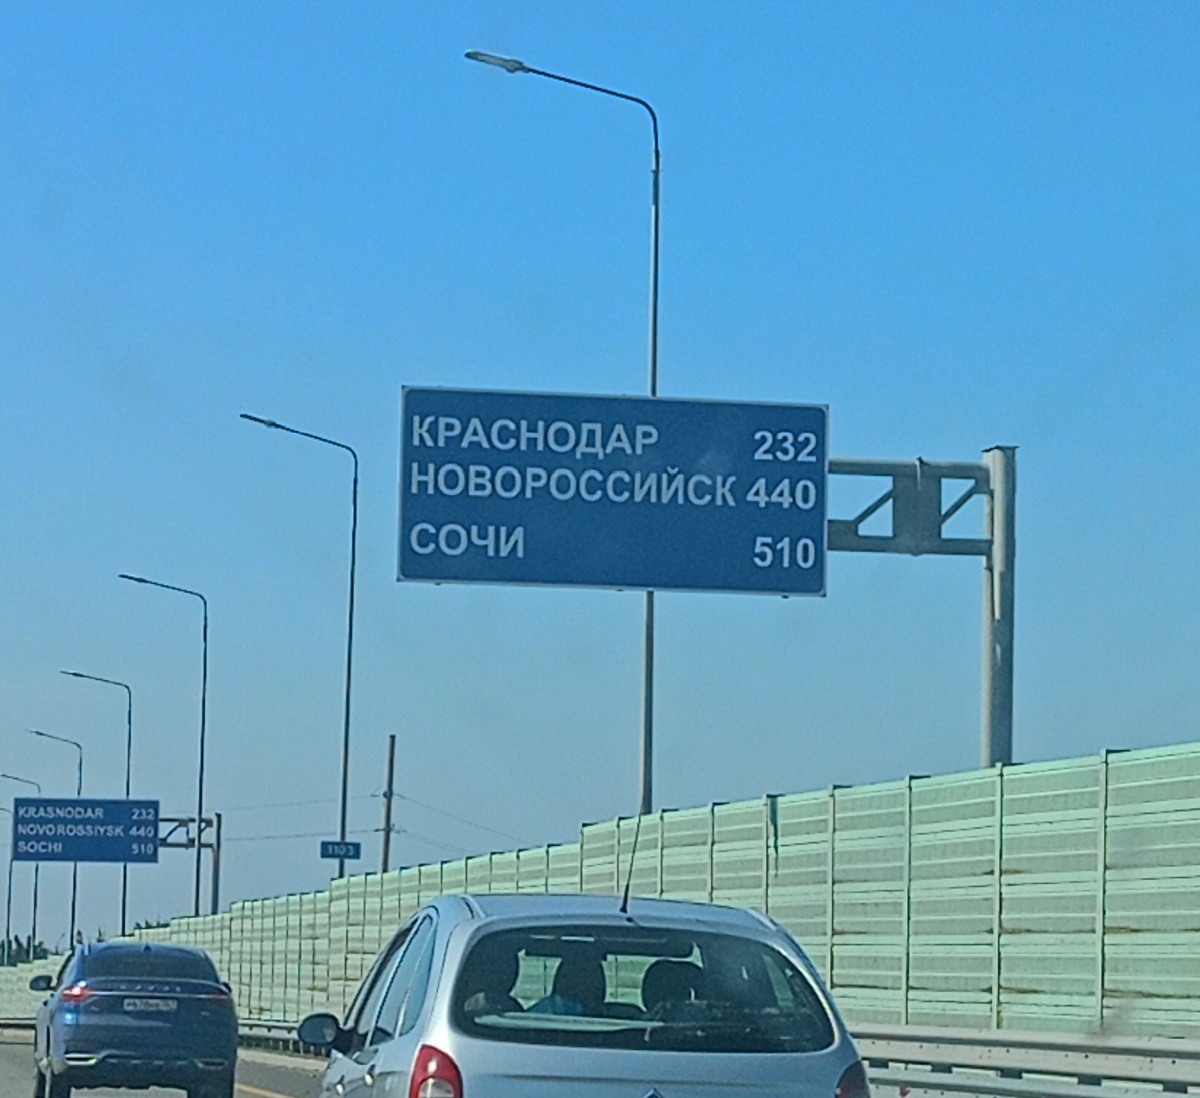 КРАСНОДАР 232
НОВОРОССИЙСК 440
СОЧИ 510
KRASNODAR 232
NOVOROSSIYSK 440
SOCHI 510
1103